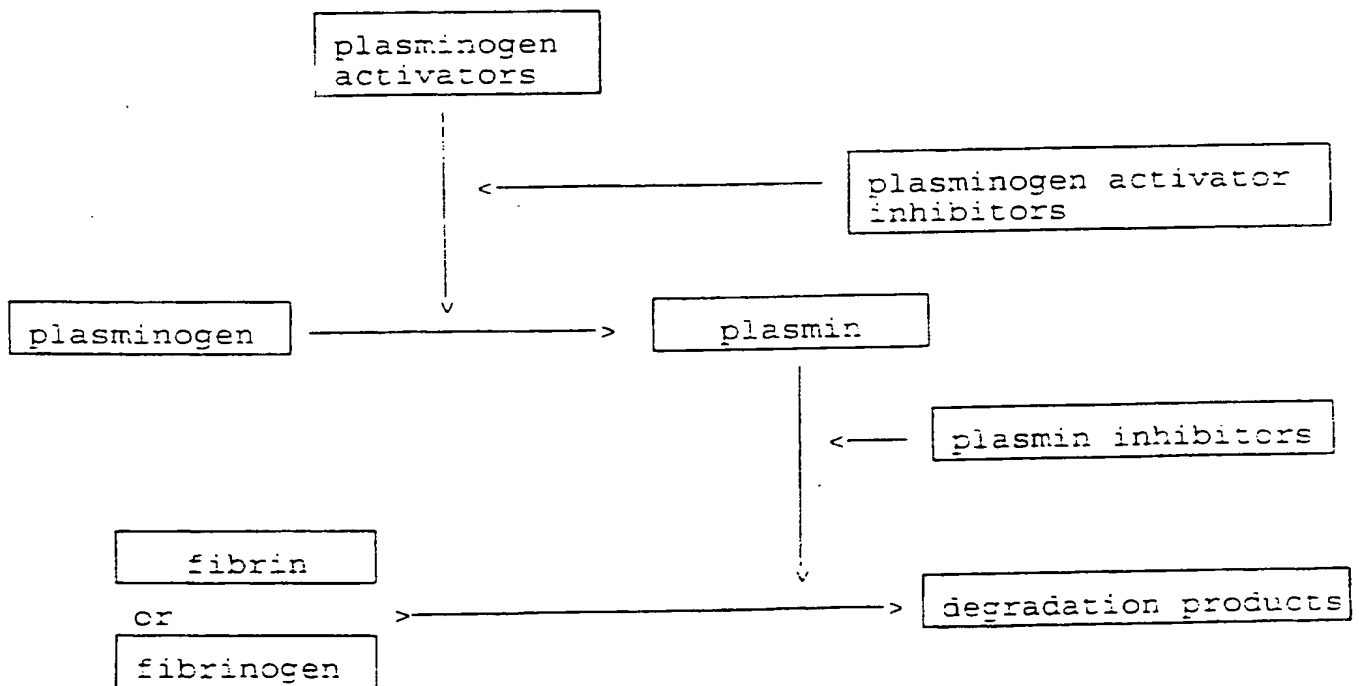 plasminogen
activators
plasminogen activator
inhibitors
plasminogen
plasmin
plasmin inhibitors
fibrin
or
degradation products
fibrinogen